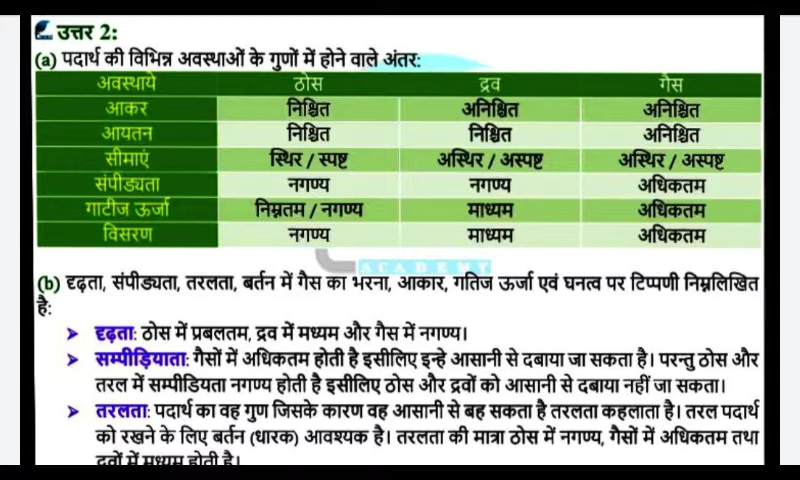 उत्तर 2:
(a) पदार्थ की विभिन्न अवस्थाओं के गुणों में होने वाले अंतर:
अवस्थाये ठोस द्रव गैस
आकर निश्चित अनिश्चित अनिश्चित
आयतन निश्चित निश्चित अनिश्चित
सीमाएं स्थिर / स्पष्ट अस्थिर / अस्पष्ट अस्थिर / अस्पष्ट
संपीड्यता नगण्य नगण्य अधिकतम
गाटीज ऊर्जा निम्नतम / नगण्य माध्यम अधिकतम
विसरण नगण्य माध्यम अधिकतम
ACADEMY
(b) दृढ़ता, संपीड्यता, तरलता, बर्तन में गैस का भरना, आकार, गतिज ऊर्जा एवं घनत्व पर टिप्पणी निम्नलिखित
है:
➤ दृढ़ता: ठोस में प्रबलतम, द्रव में मध्यम और गैस में नगण्य।
➤ सम्पीड़ियाता: गैसों में अधिकतम होती है इसीलिए इन्हे आसानी से दबाया जा सकता है। परन्तु ठोस और
तरल में सम्पीडियता नगण्य होती है इसीलिए ठोस और द्रवों को आसानी से दबाया नहीं जा सकता।
➤ तरलता: पदार्थ का वह गुण जिसके कारण वह आसानी से बह सकता है तरलता कहलाता है। तरल पदार्थ
को रखने के लिए बर्तन (धारक) आवश्यक है। तरलता की मात्रा ठोस में नगण्य, गैसों में अधिकतम तथा
द्रवों में मध्यम होती है।